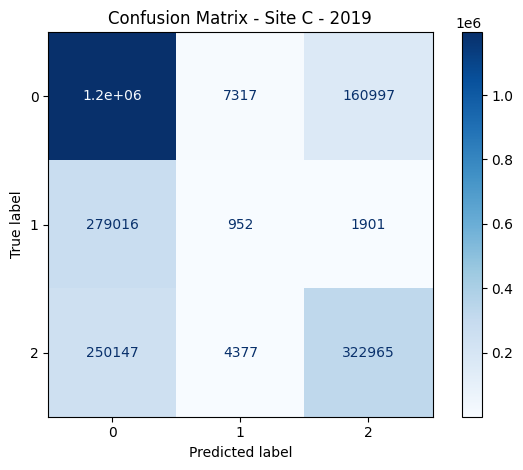 Confusion Matrix - Site C - 2019
1e6
0 1.2e+06 7317 160997
1 279016 952 1901
2 250147 4377 322965
0 1 2
True label
Predicted label
1.0
0.8
0.6
0.4
0.2